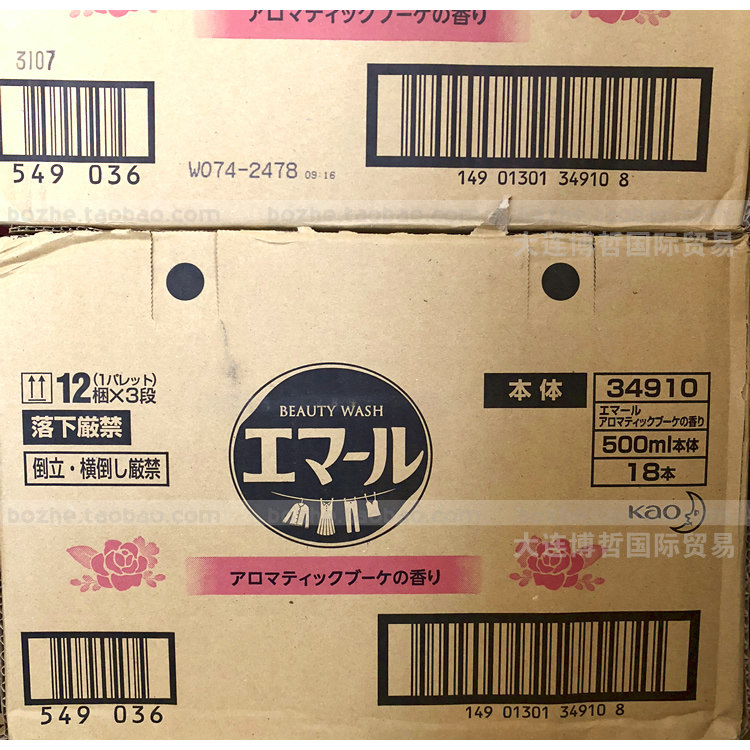 アロマティックブーケの香り
3107
549 036
W074-2478 09:16
149 01301 34910 8
bozhe.taobao.com
bozhe.taobao.com
大连博哲国际贸易
12梱×3段
(1パレット)
落下厳禁
倒立・横倒し厳禁
BEAUTY WASH
エマール
本体
34910
エマール
アロマティックブーケの香り
500ml本体
18本
bozhe.taobao.com
bozhe.taobao.com
Kao
大连博哲国际贸易
アロマティックブーケの香り
549 036
149 01301 34910 8